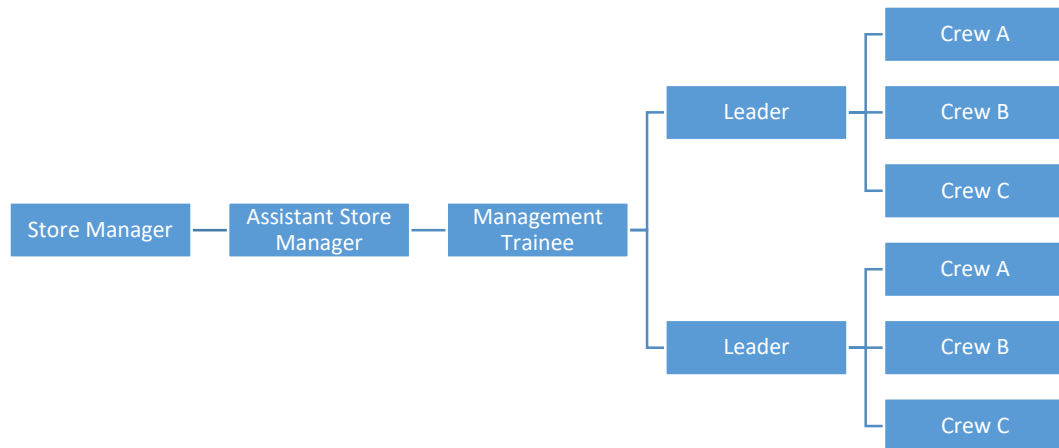 Store Manager
Assistant Store
Manager
Management
Trainee
Leader
Crew A
Crew B
Crew C
Leader
Crew A
Crew B
Crew C